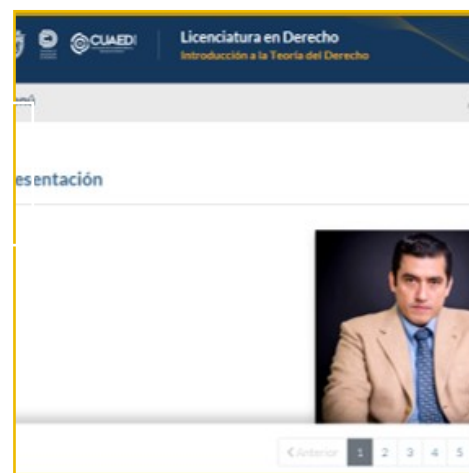 CUAED
Licenciatura en Derecho
Introducción a la Teoría del Derecho
esentación
Anterior 1 2 3 4 5